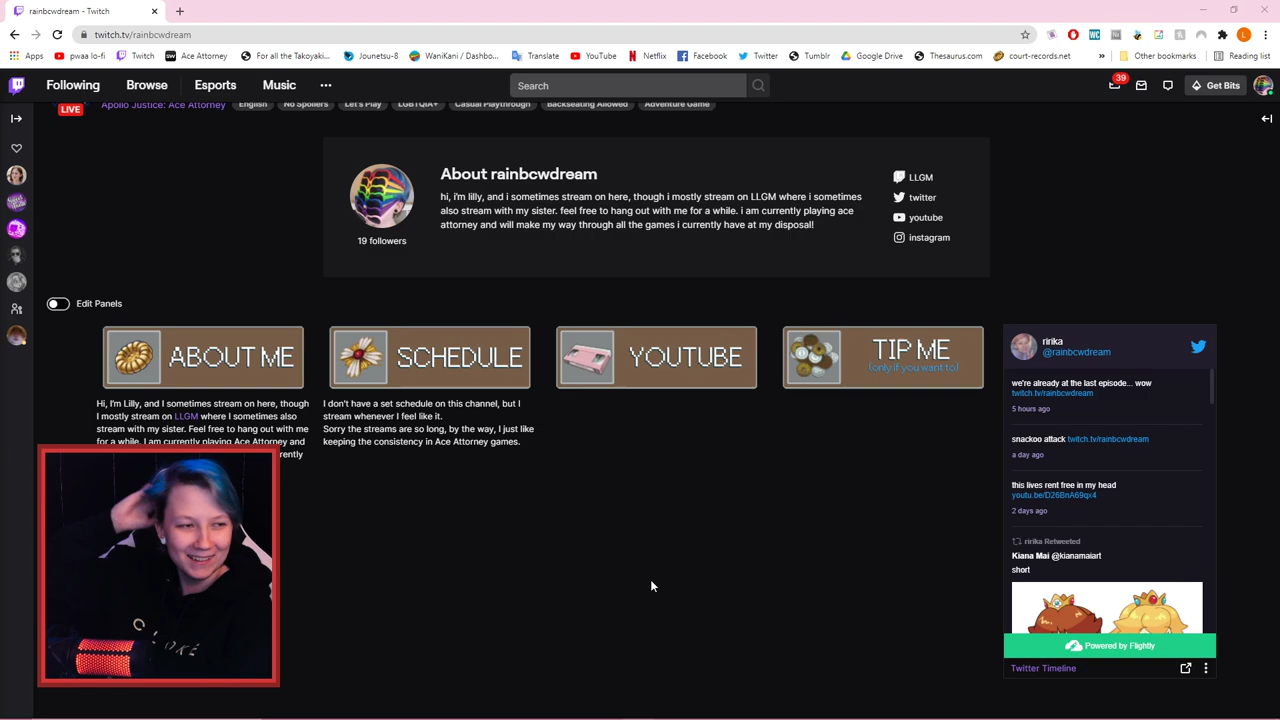 rainbcwdream - Twitch
twitch.tv/rainbcwdream
Apps
pwaa lo-fi
Twitch
Ace Attorney
For all the Takoyaki...
Jounetsu-8
WaniKani / Dashbo...
Translate
YouTube
Netflix
Facebook
Twitter
Tumblr
Google Drive
Thesaurus.com
court-records.net
»
Other bookmarks
Reading list
Following
Browse
Esports
Music
Search
39
Get Bits
LIVE
Apollo Justice: Ace Attorney
English
No Spoilers
Let's Play
LGBTQIA+
Casual Playthrough
Backseating Allowed
Adventure Game
About rainbcwdream
hi, i'm lilly, and i sometimes stream on here, though i mostly stream on LLGM where i sometimes
also stream with my sister. feel free to hang out with me for a while. i am currently playing ace
attorney and will make my way through all the games i currently have at my disposal!
19 followers
LLGM
twitter
youtube
instagram
Edit Panels
ABOUT ME
Hi, I'm Lilly, and I sometimes stream on here, though
I mostly stream on LLGM where I sometimes also
stream with my sister. Feel free to hang out with me
for a while. I am currently playing Ace Attorney and
rently
SCHEDULE
I don't have a set schedule on this channel, but I
stream whenever I feel like it.
Sorry the streams are so long, by the way, I just like
keeping the consistency in Ace Attorney games.
YOUTUBE
TIP ME
(only if you want to)
ririka
@rainbcwdream
we're already at the last episode... wow
twitch.tv/rainbcwdream
5 hours ago
snackoo attack twitch.tv/rainbcwdream
a day ago
this lives rent free in my head
youtu.be/D26BnA69qx4
2 days ago
ririka Retweeted
Kiana Mai @kianamaiart
short
Powered by Flightly
Twitter Timeline